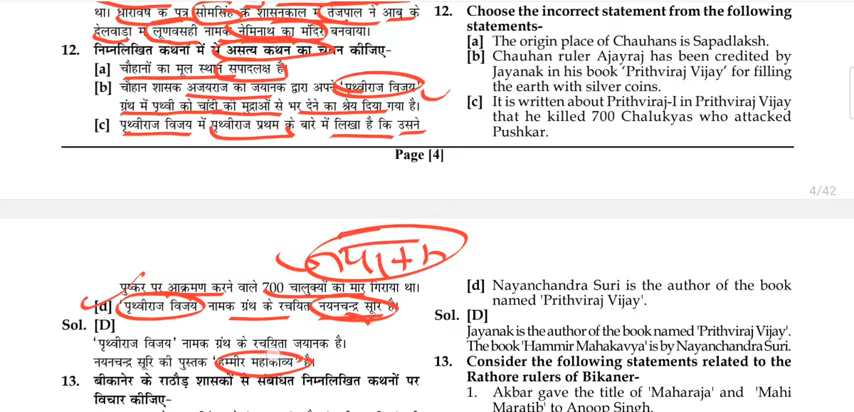 था। धारावर्ष के पुत्र सोमसिंह के शासनकाल में तेजपाल ने आबू के
देलवाड़ा में लूणवसही नामक नेमिनाथ का मंदिर बनवाया।
12. निम्नलिखित कथनों में से असत्य कथन का चयन कीजिए-
[a] चौहानों का मूल स्थान सपादलक्ष है।
[b] चौहान शासक अजयराज को जयानक द्वारा अपने 'पृथ्वीराज विजय'
ग्रंथ में पृथ्वी को चांदी की मुद्राओं से भर देने का श्रेय दिया गया है।
[c] पृथ्वीराज विजय में पृथ्वीराज प्रथम के बारे में लिखा है कि उसने
12. Choose the incorrect statement from the following
statements-
[a] The origin place of Chauhans is Sapadlaksh.
[b] Chauhan ruler Ajayraj has been credited by
Jayanak in his book 'Prithviraj Vijay' for filling
the earth with silver coins.
[c] It is written about Prithviraj-I in Prithviraj Vijay
that he killed 700 Chalukyas who attacked
Pushkar.
Page [4]
4/42
पुष्कर पर आक्रमण करने वाले 700 चालुक्यों को मार गिराया था।
[d] 'पृथ्वीराज विजय' नामक ग्रंथ के रचयिता नयनचन्द्र सूरि है।
Sol. [D]
'पृथ्वीराज विजय' नामक ग्रंथ के रचयिता जयानक है।
नयनचन्द्र सूरि की पुस्तक 'हम्मीर महाकाव्य' है।
13. बीकानेर के राठौड़ शासकों से संबंधित निम्नलिखित कथनों पर
विचार कीजिए-
[d] Nayanchandra Suri is the author of the book
named 'Prithviraj Vijay'.
Sol. [D]
Jayanak is the author of the book named 'Prithviraj Vijay'.
The book 'Hammir Mahakavya' is by Nayanchandra Suri.
13. Consider the following statements related to the
Rathore rulers of Bikaner-
1. Akbar gave the title of 'Maharaja' and 'Mahi
Maratib' to Anoop Singh.